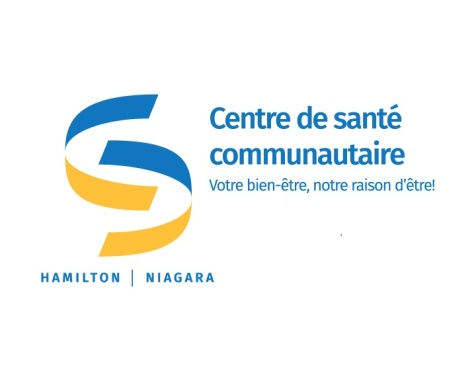 Centre de santé
communautaire
Votre bien-être, notre raison d'être!
HAMILTON | NIAGARA